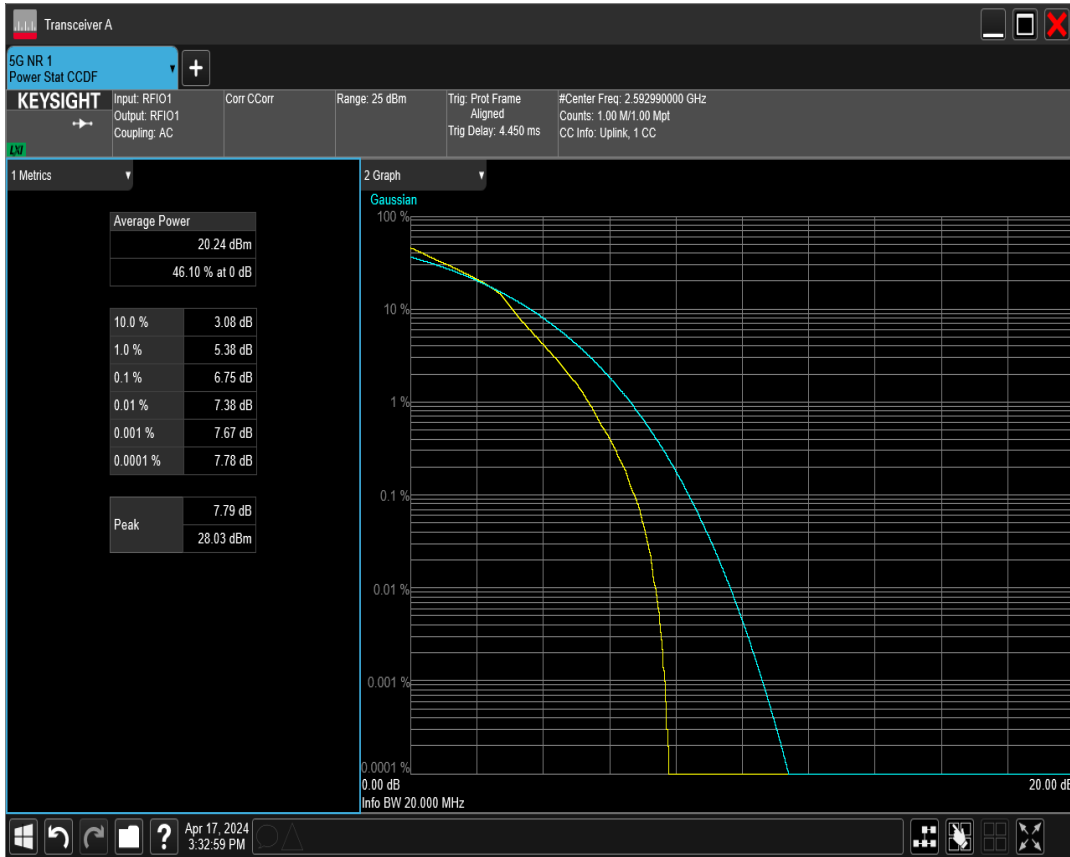 Transceiver A
5G NR 1
Power Stat CCDF
KEYSIGHT
LXI
Input: RFIO1
Output: RFIO1
Coupling: AC
Corr CCorr
Range: 25 dBm
Trig: Prot Frame
Aligned
Trig Delay: 4.450 ms
#Center Freq: 2.592990000 GHz
Counts: 1.00 M/1.00 Mpt
CC Info: Uplink, 1 CC
1 Metrics
Average Power
20.24 dBm
46.10 % at 0 dB
10.0 % 3.08 dB
1.0 % 5.38 dB
0.1 % 6.75 dB
0.01 % 7.38 dB
0.001 % 7.67 dB
0.0001 % 7.78 dB
Peak
7.79 dB
28.03 dBm
2 Graph
Gaussian
100 %
10 %
1 %
0.1 %
0.01 %
0.001 %
0.0001 %
0.00 dB 20.00 dB
Info BW 20.000 MHz
? Apr 17, 2024
3:32:59 PM